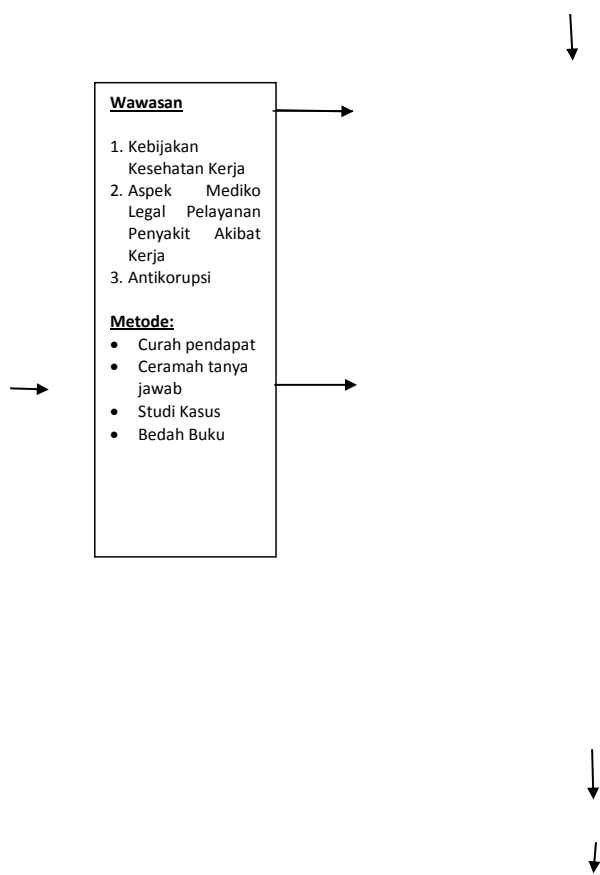 Wawasan
1. Kebijakan
Kesehatan Kerja
2. Aspek Mediko
Legal Pelayanan
Penyakit Akibat
Kerja
3. Antikorupsi
Metode:
• Curah pendapat
• Ceramah tanya
jawab
• Studi Kasus
• Bedah Buku